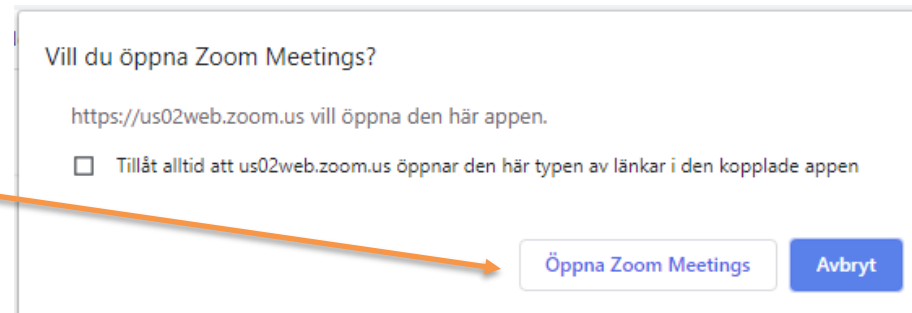 Vill du öppna Zoom Meetings?
https://us02web.zoom.us vill öppna den här appen.
Tillåt alltid att us02web.zoom.us öppnar den här typen av länkar i den kopplade appen
Öppna Zoom Meetings Avbryt